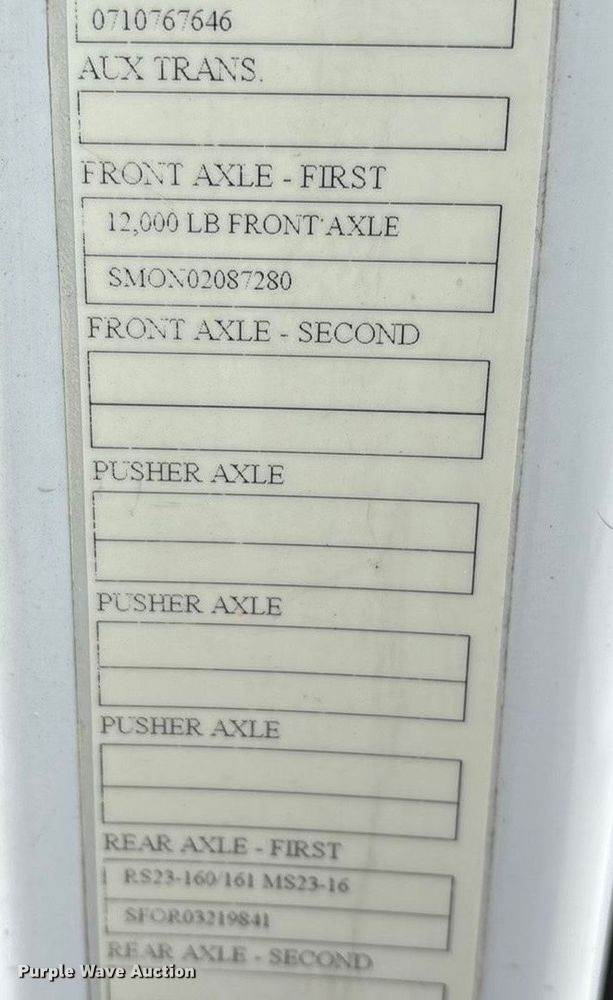 0710767646
AUX TRANS.
FRONT AXLE - FIRST
12,000 LB FRONT AXLE
SMON02087280
FRONT AXLE - SECOND
PUSHER AXLE
PUSHER AXLE
PUSHER AXLE
REAR AXLE - FIRST
RS23-160/161 MS23-16
SFOR03219841
REAR AXLE - SECOND
Purple Wave Auction